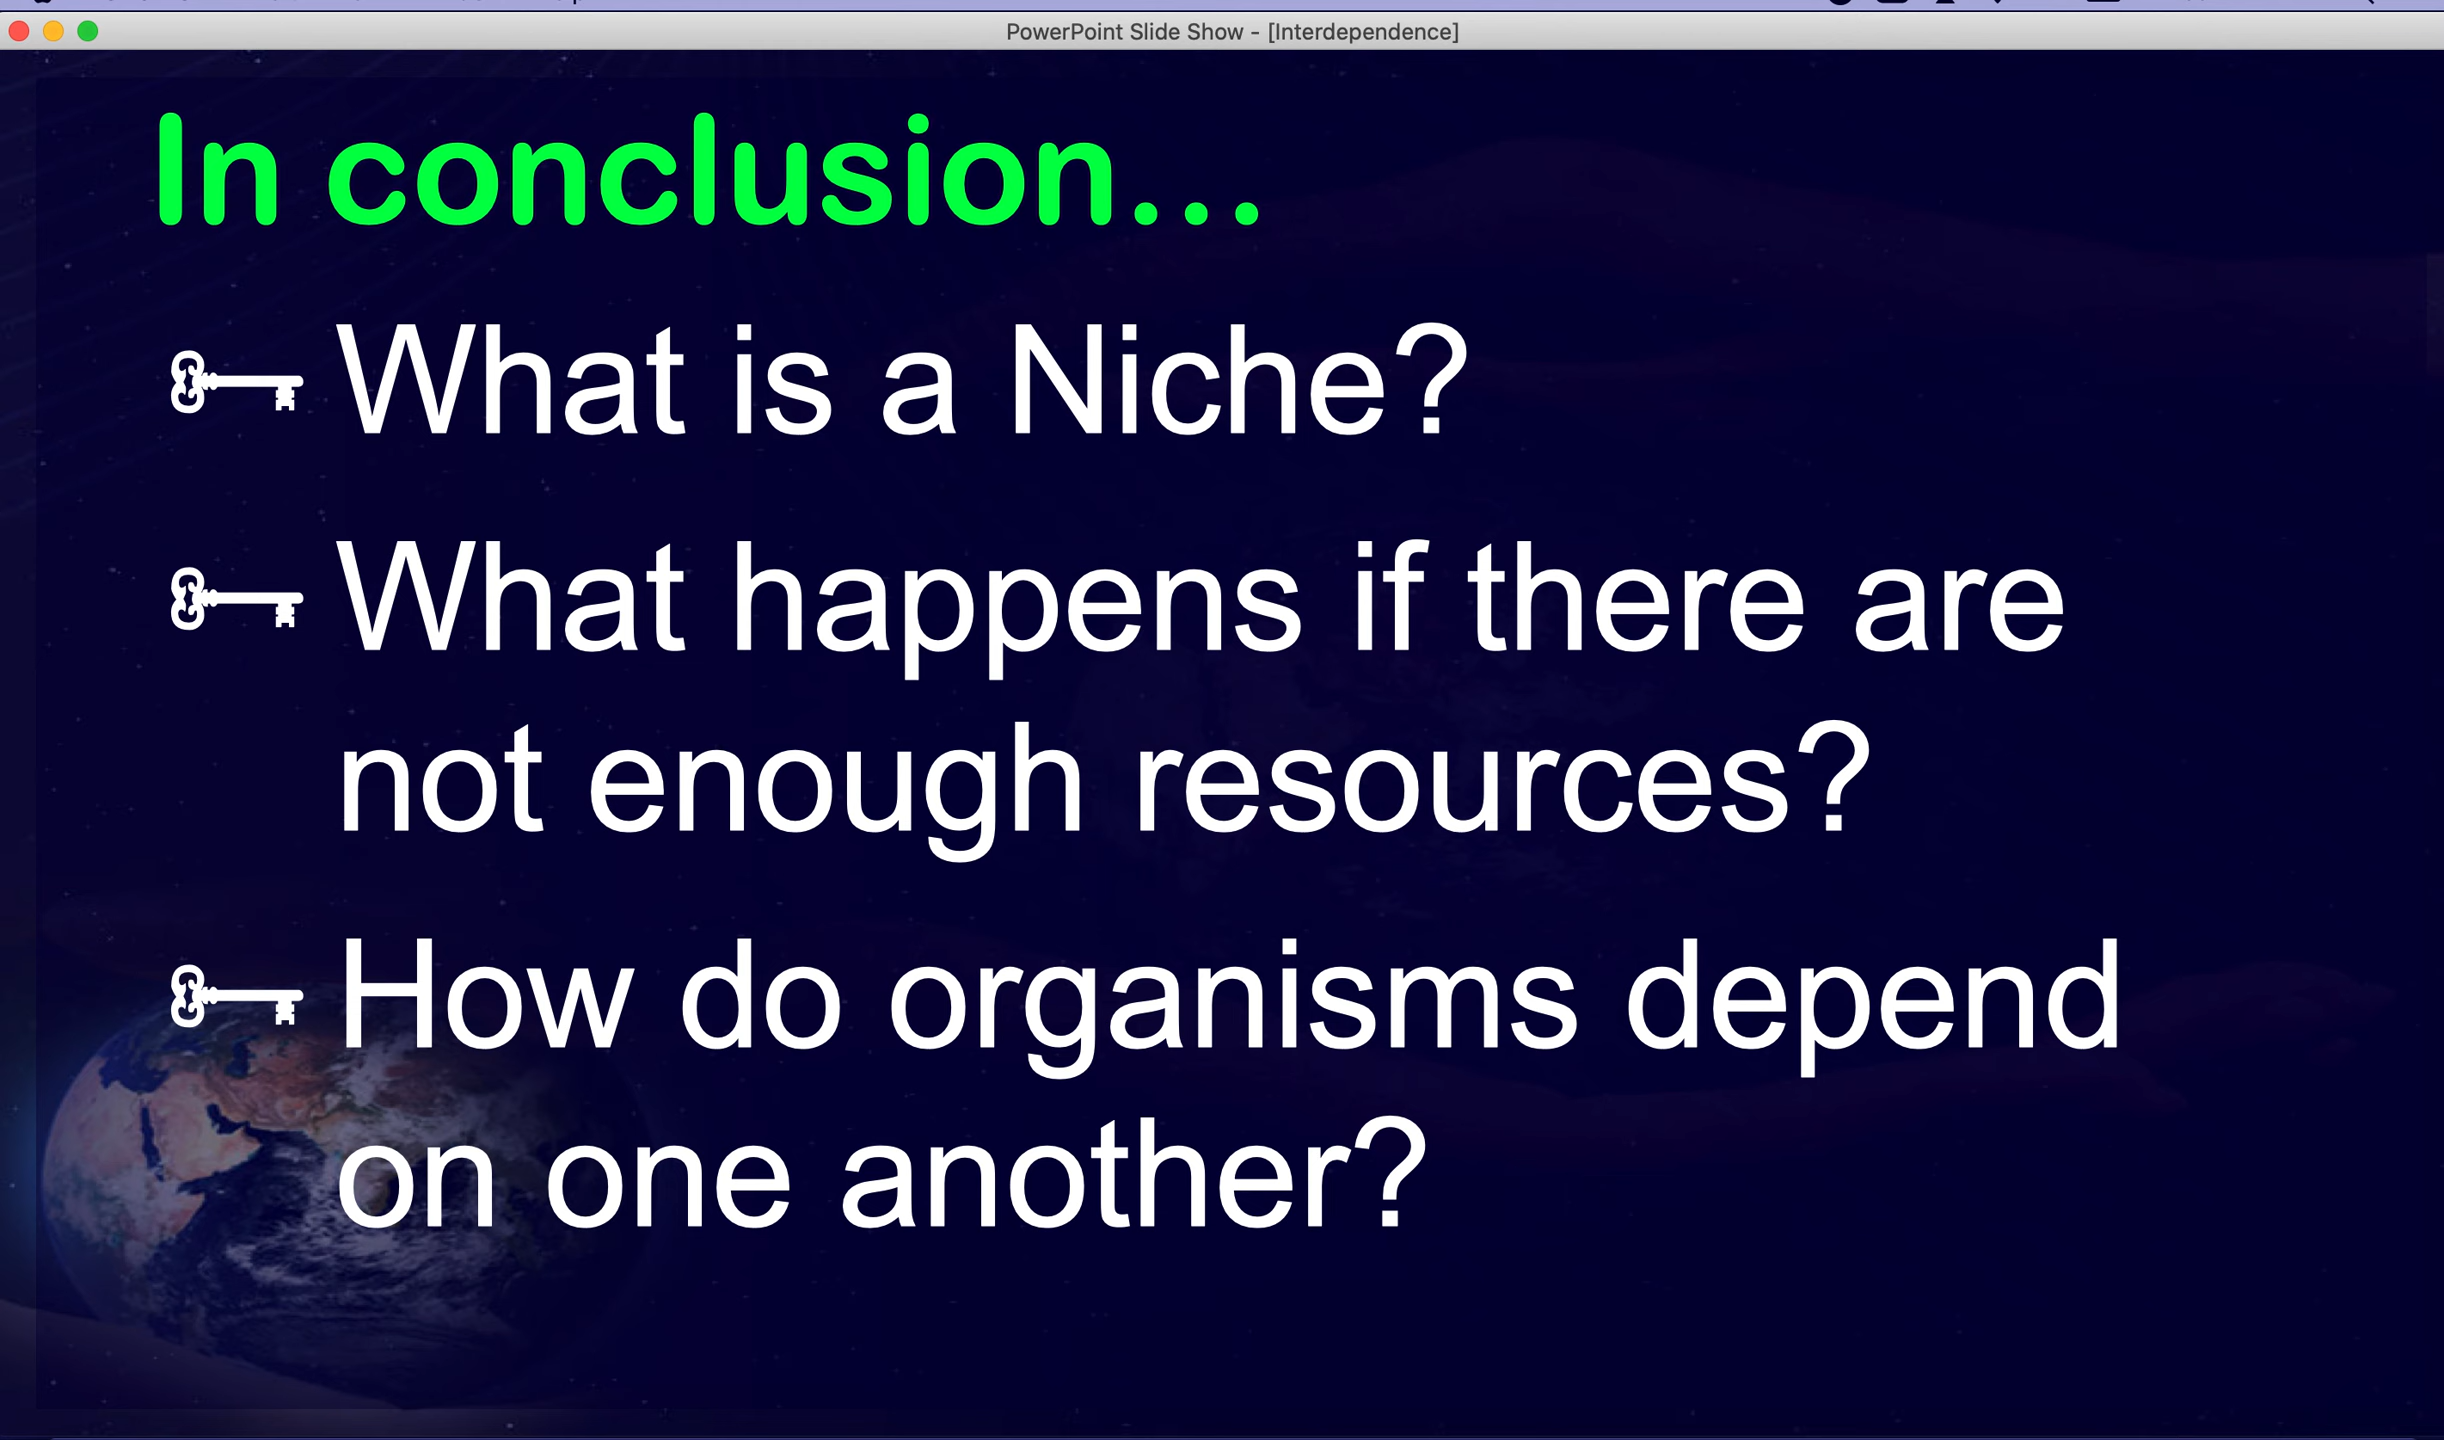 PowerPoint Slide Show - [Interdependence]
In conclusion...
What is a Niche?
What happens if there are
not enough resources?
How do organisms depend
on one another?